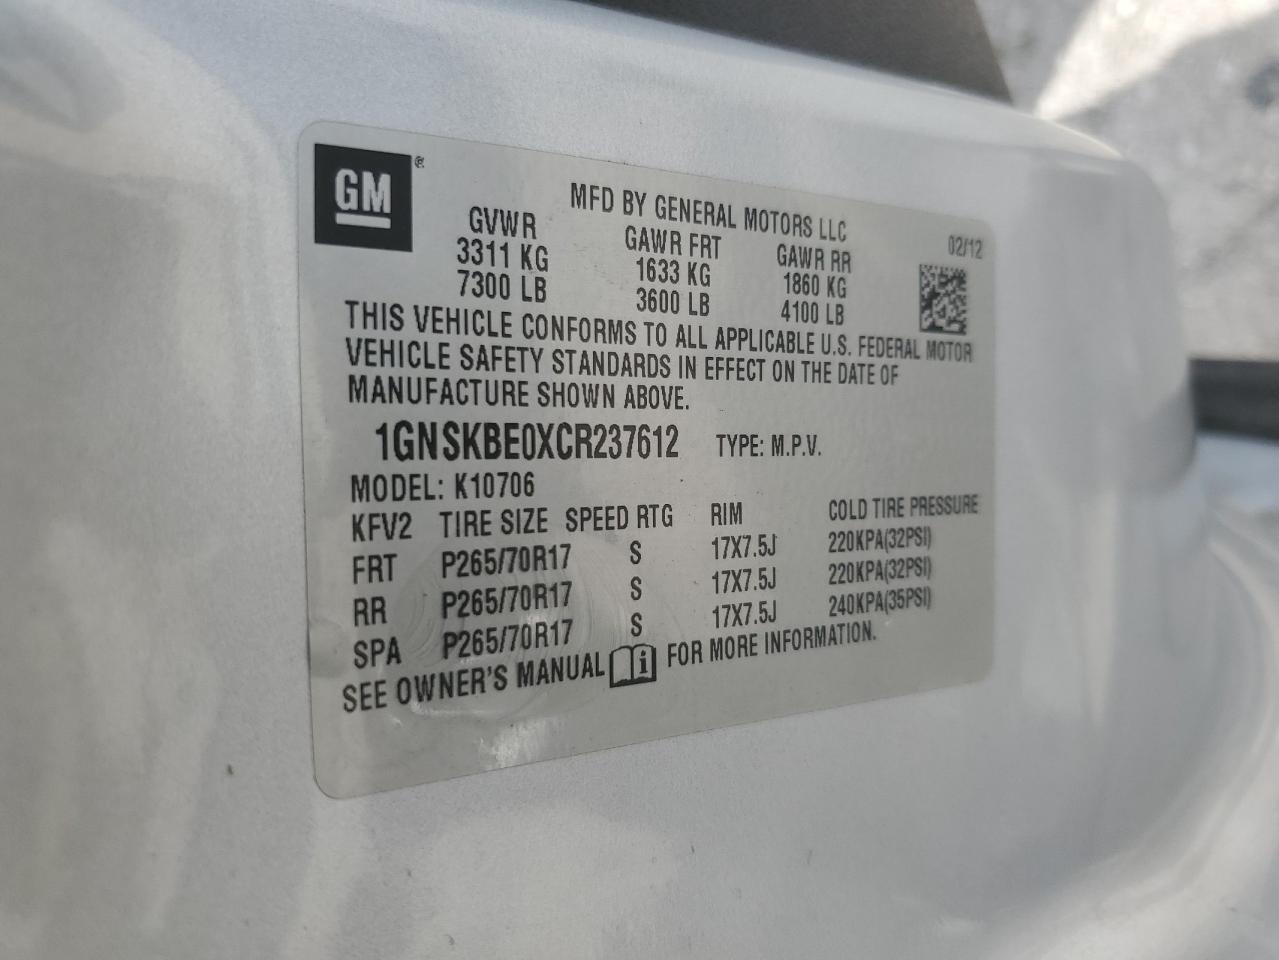 GM ®
MFD BY GENERAL MOTORS LLC
02/12
GVWR GAWR FRT GAWR RR
3311 KG 1633 KG 1860 KG
7300 LB 3600 LB 4100 LB
THIS VEHICLE CONFORMS TO ALL APPLICABLE U.S. FEDERAL MOTOR
VEHICLE SAFETY STANDARDS IN EFFECT ON THE DATE OF
MANUFACTURE SHOWN ABOVE.
1GNSKBE0XCR237612 TYPE: M.P.V.
MODEL: K10706
KFV2 TIRE SIZE SPEED RTG RIM COLD TIRE PRESSURE
FRT P265/70R17 S 17X7.5J 220KPA(32PSI)
RR P265/70R17 S 17X7.5J 220KPA(32PSI)
SPA P265/70R17 S 17X7.5J 240KPA(35PSI)
SEE OWNER'S MANUAL i FOR MORE INFORMATION.